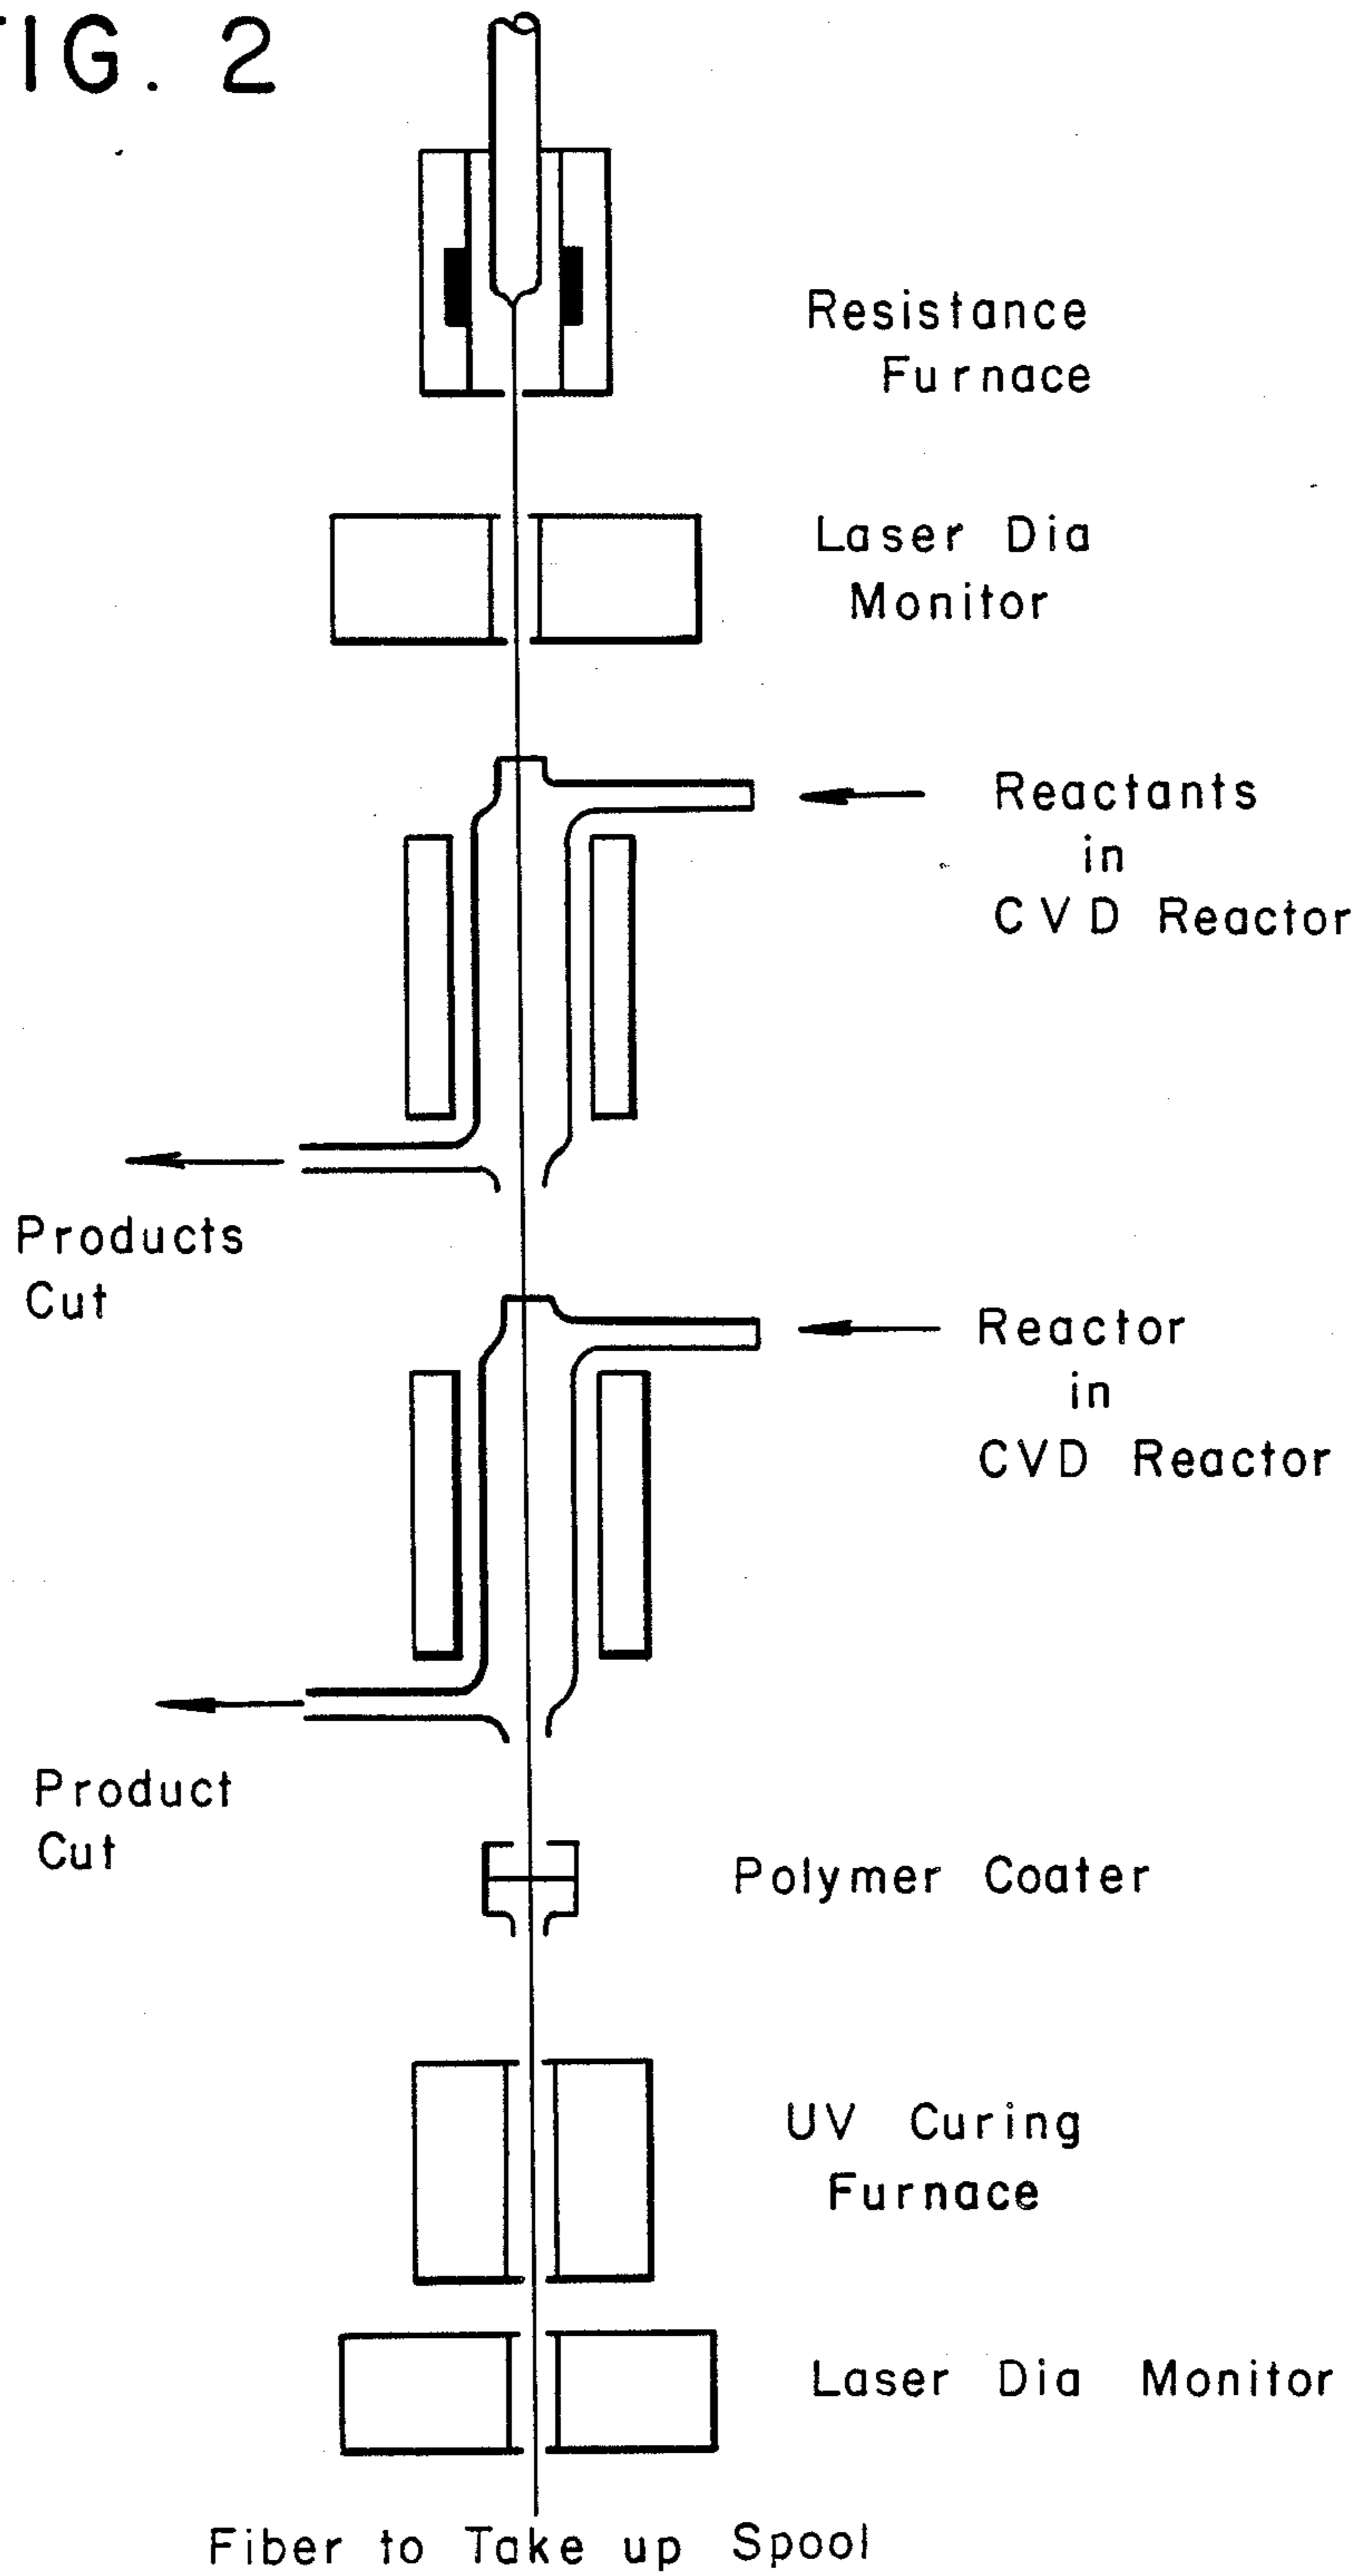 FIG. 2
Resistance
Furnace
Laser Dia
Monitor
Reactants
in
CVD Reactor
Products
Cut
Reactor
in
CVD Reactor
Product
Cut
Polymer Coater
UV Curing
Furnace
Laser Dia Monitor
Fiber to Take up Spool